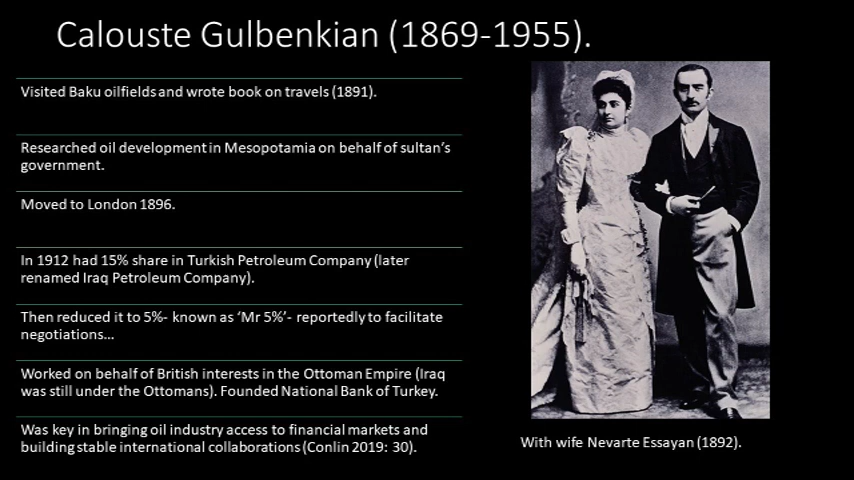 Calouste Gulbenkian (1869-1955).
Visited Baku oilfields and wrote book on travels (1891).
Researched oil development in Mesopotamia on behalf of sultan's
government.
Moved to London 1896.
In 1912 had 15% share in Turkish Petroleum Company (later
renamed Iraq Petroleum Company).
Then reduced it to 5%- known as 'Mr 5%'- reportedly to facilitate
negotiations...
Worked on behalf of British interests in the Ottoman Empire (Iraq
was still under the Ottomans). Founded National Bank of Turkey.
Was key in bringing oil industry access to financial markets and
building stable international collaborations (Conlin 2019: 30).
With wife Nevarte Essayan (1892).